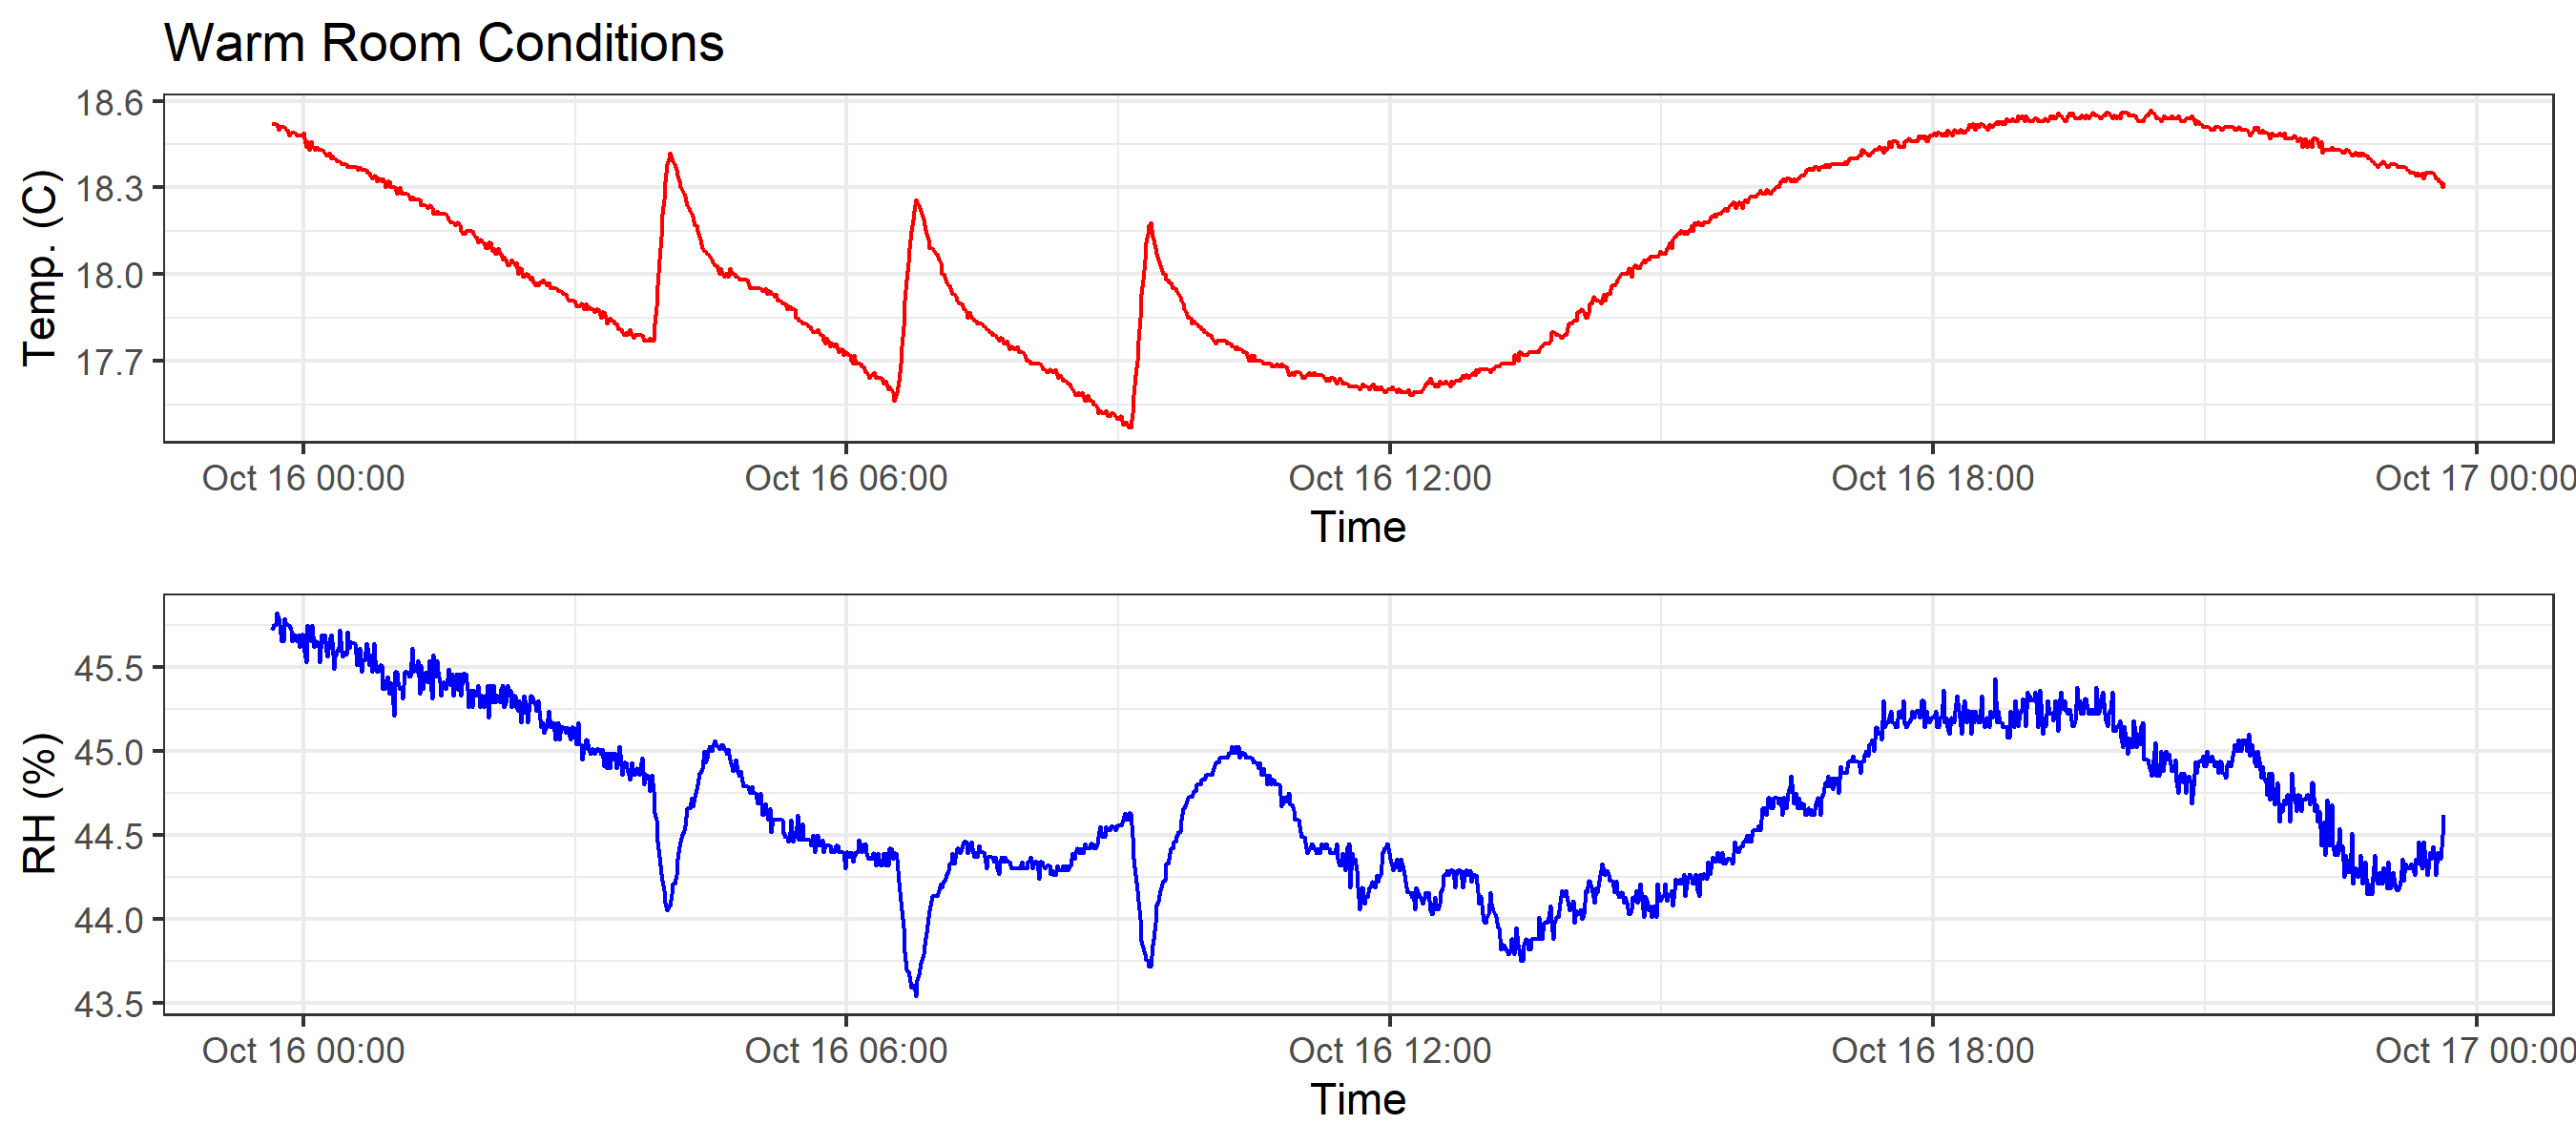 Warm Room Conditions
18.6
18.3
18.0
17.7
Temp. (C)
Oct 16 00:00 Oct 16 06:00 Oct 16 12:00 Oct 16 18:00 Oct 17 00:00
Time
45.5
45.0
44.5
44.0
43.5
RH (%)
Oct 16 00:00 Oct 16 06:00 Oct 16 12:00 Oct 16 18:00 Oct 17 00:00
Time